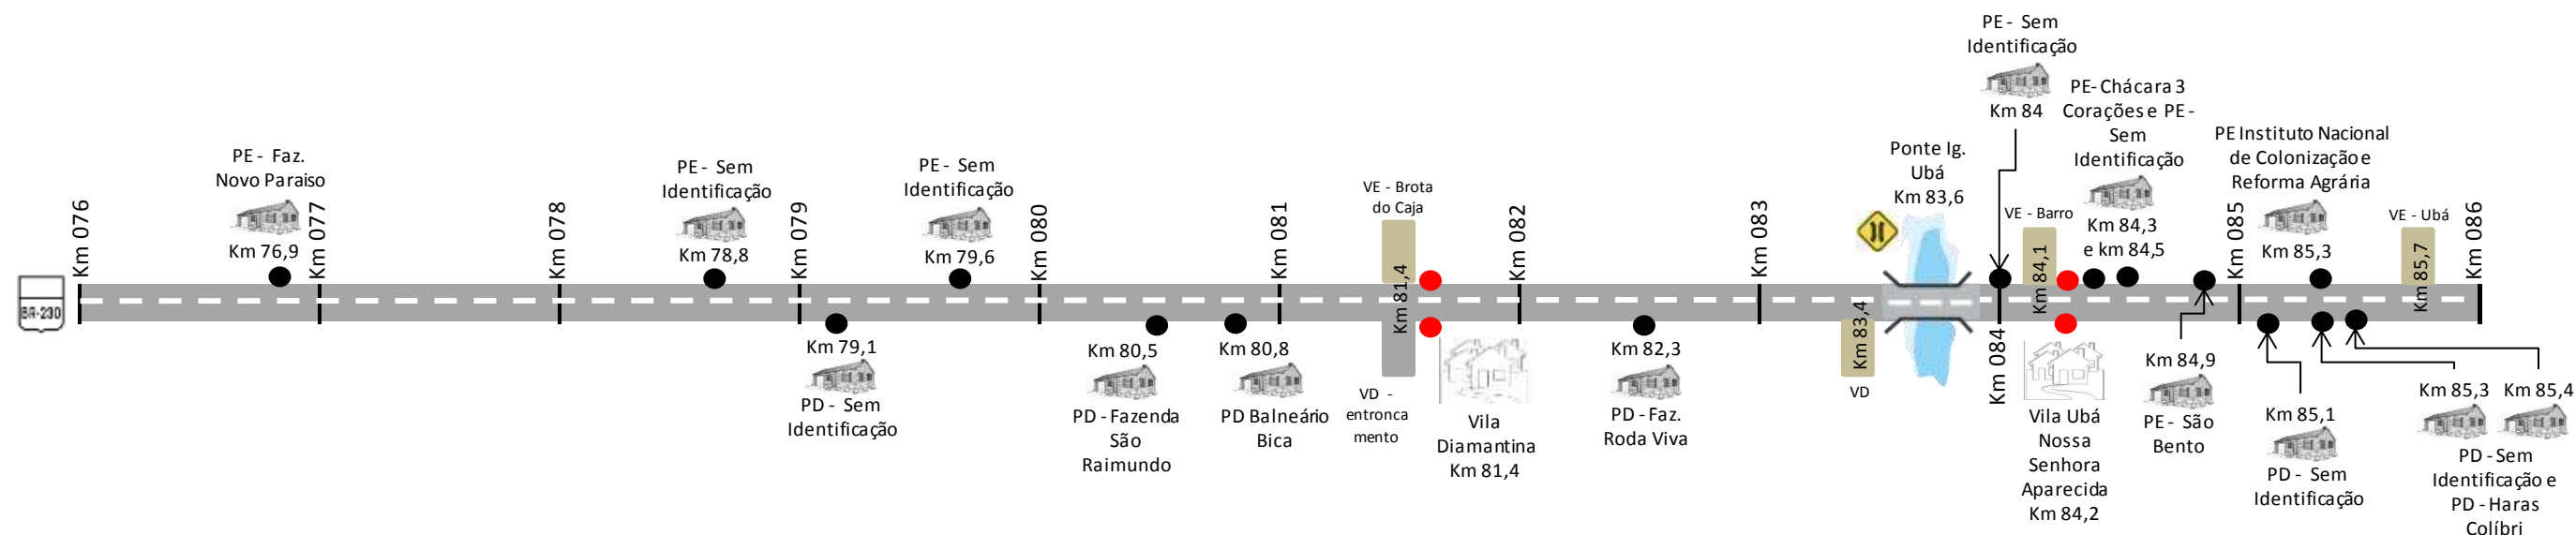 BR-230
Km 076
PE - Faz.
Novo Paraiso
Km 76,9
Km 077
Km 078
PE - Sem
Identificação
Km 78,8
Km 079
Km 79,1
PD - Sem
Identificação
PE - Sem
Identificação
Km 79,6
Km 080
Km 80,5
PD - Fazenda
São
Raimundo
Km 80,8
PD Balneário
Bica
Km 081
VE - Brota
do Caja
Km 81,4
VD -
entronca
mento
Vila
Diamantina
Km 81,4
Km 082
Km 82,3
PD - Faz.
Roda Viva
Km 083
Km 83,4
VD
Ponte Ig.
Ubá
Km 83,6
PE - Sem
Identificação
Km 84
Km 084
VE - Barro
Km 84,1
Vila Ubá
Nossa
Senhora
Aparecida
Km 84,2
PE- Chácara 3
Corações e PE -
Sem
Identificação
Km 84,3
e km 84,5
Km 84,9
PE - São
Bento
Km 085
Km 85,1
PD - Sem
Identificação
PE Instituto Nacional
de Colonização e
Reforma Agrária
Km 85,3
Km 85,3 Km 85,4
PD - Sem
Identificação e
PD - Haras
Colíbri
VE - Ubá
Km 85,7
Km 086